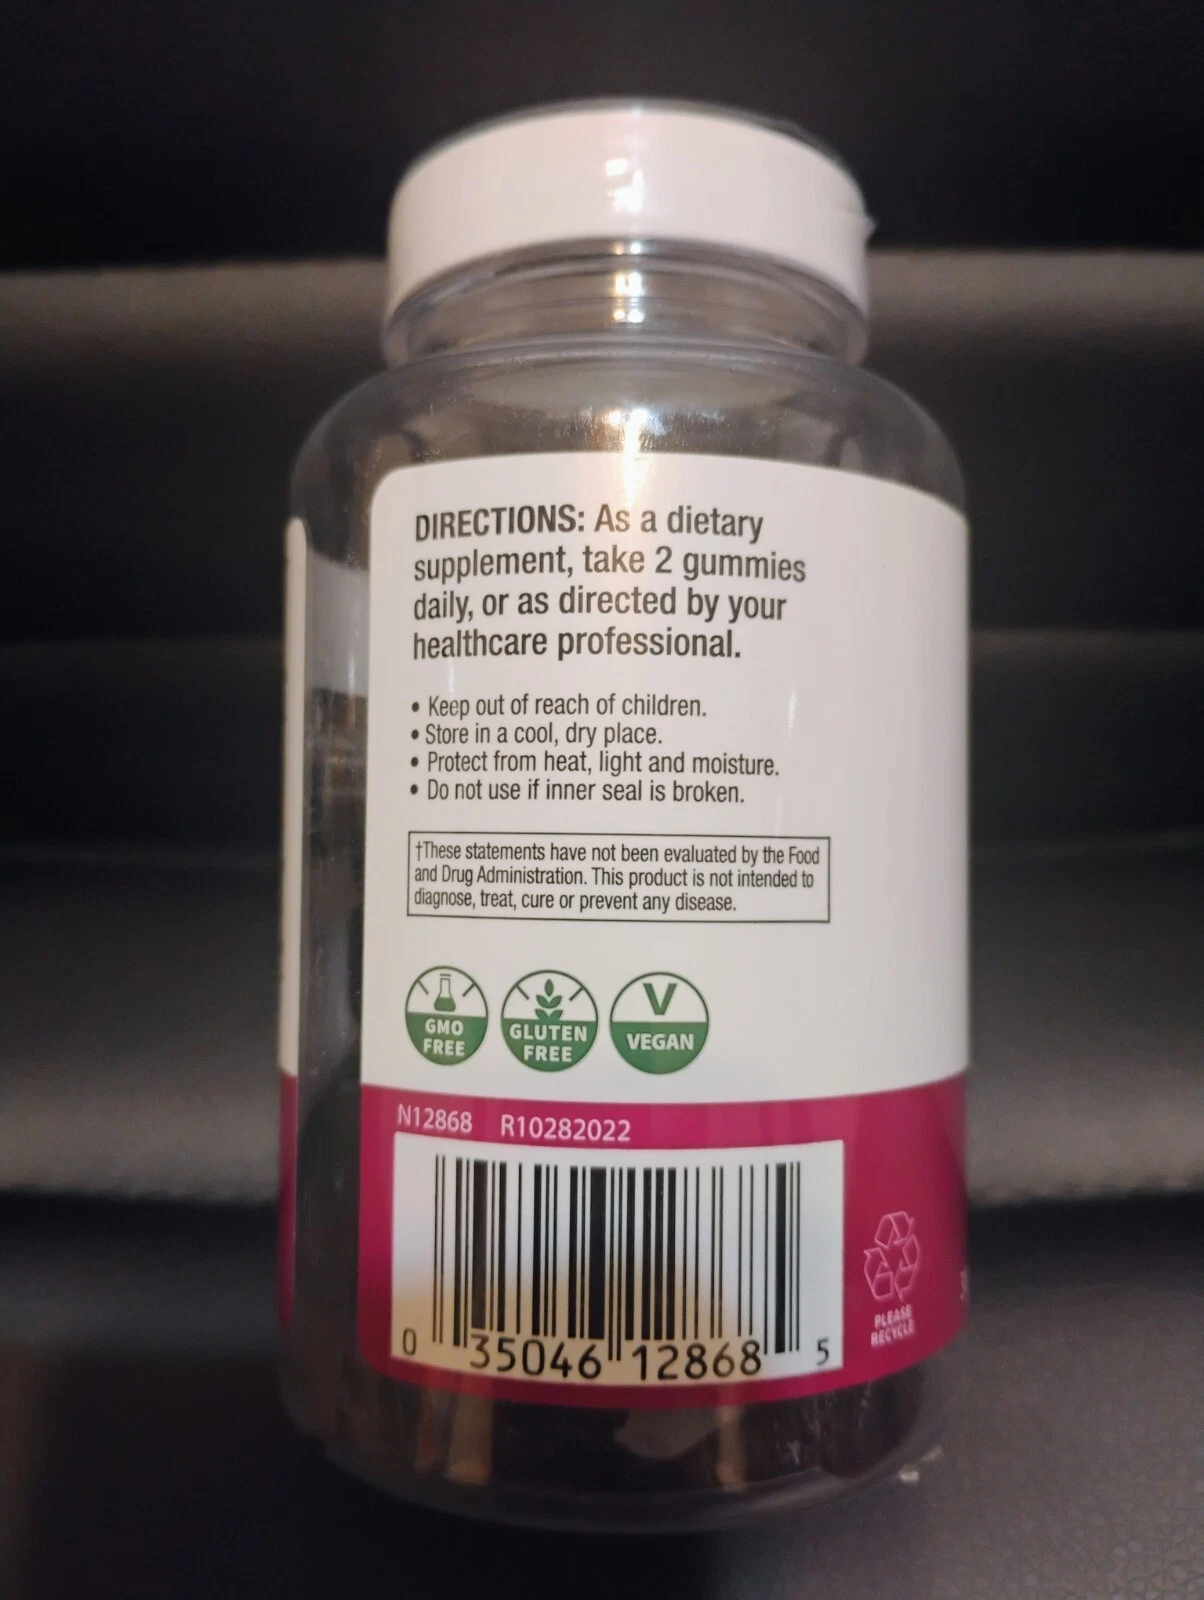 DIRECTIONS: As a dietary
supplement, take 2 gummies
daily, or as directed by your
healthcare professional.
• Keep out of reach of children.
• Store in a cool, dry place.
• Protect from heat, light and moisture.
• Do not use if inner seal is broken.
†These statements have not been evaluated by the Food
and Drug Administration. This product is not intended to
diagnose, treat, cure or prevent any disease.
GMO
FREE
GLUTEN
FREE
V
VEGAN
N12868 R10282022
0 35046 12868 5
PLEASE
RECYCLE